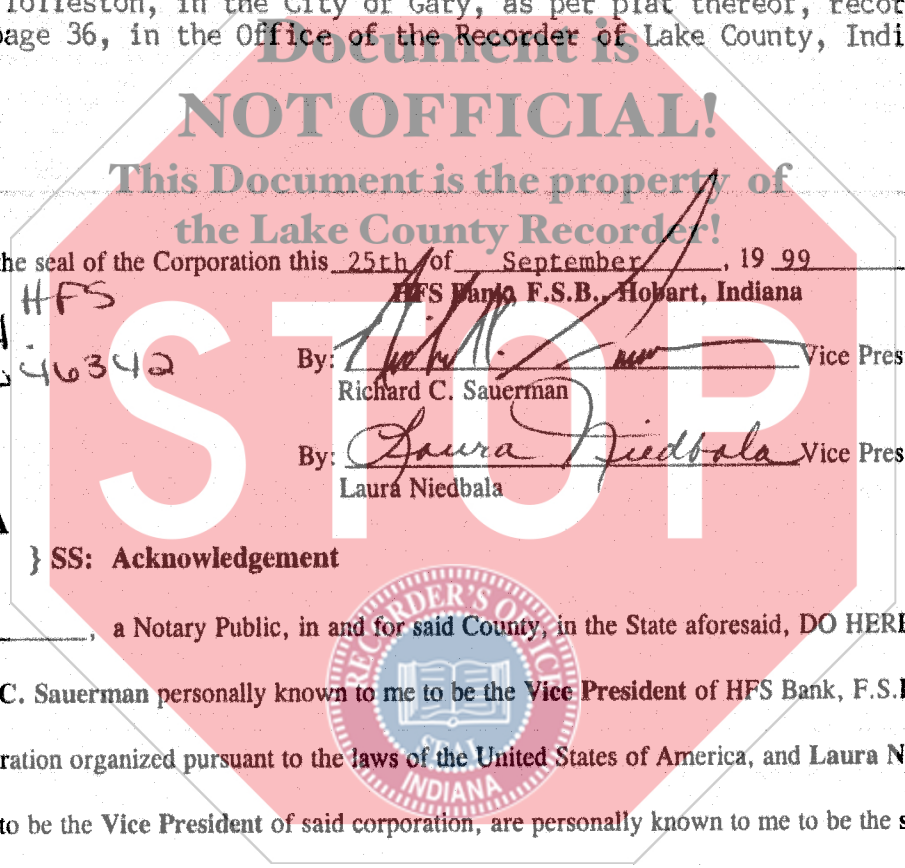 Tolleston, in the City of Gary, as per plat thereof, recor
page 36, in the Office of the Recorder of Lake County, Indi
Document is
NOT OFFICIAL!
This Document is the property of
the Lake County Recorder!
he seal of the Corporation this 25th of September, 19 99
HFS
HFS Bank, F.S.B., Hobart, Indiana
STOP
46342
By: Vice Pres
Richard C. Sauerman
By: Laura Niedbala Vice Pres
Laura Niedbala
A
} SS: Acknowledgement
, a Notary Public, in and for said County, in the State aforesaid, DO HERE
C. Sauerman personally known to me to be the Vice President of HFS Bank, F.S.B
ration organized pursuant to the laws of the United States of America, and Laura N
to be the Vice President of said corporation, are personally known to me to be the s
RECORDER'S OFFICE
SEAL
INDIANA